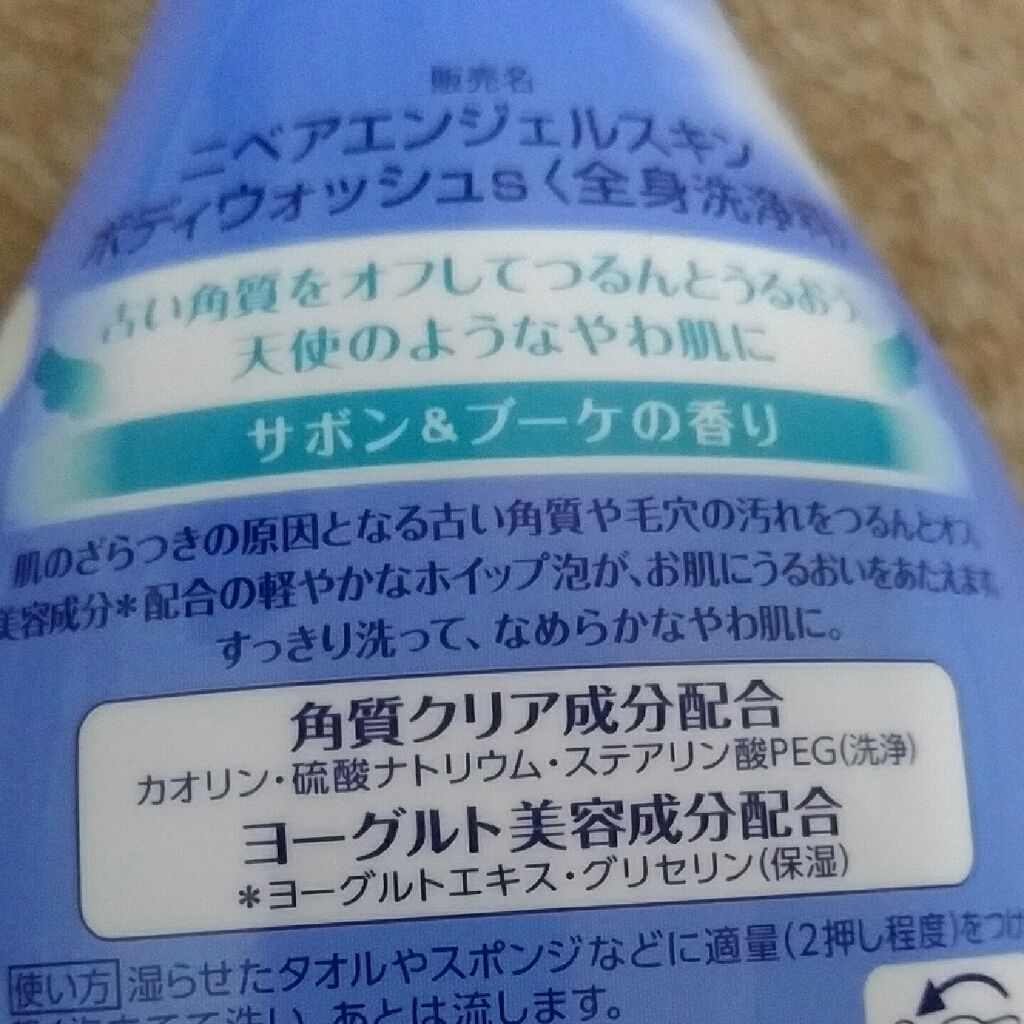 販売名
ニベアエンジェルスキン
ボディウォッシュs〈全身洗浄料〉
古い角質をオフしてつるんとうるおう
天使のようなやわ肌に
サボン&ブーケの香り
肌のざらつきの原因となる古い角質や毛穴の汚れをつるんとオフ。
美容成分*配合の軽やかなホイップ泡が、お肌にうるおいをあたえます。
すっきり洗って、なめらかなやわ肌に。
角質クリア成分配合
カオリン・硫酸ナトリウム・ステアリン酸PEG(洗浄)
ヨーグルト美容成分配合
*ヨーグルトエキス・グリセリン(保湿)
使い方 湿らせたタオルやスポンジなどに適量(2押し程度)をつけ
泡立てて洗い、あとは流します。